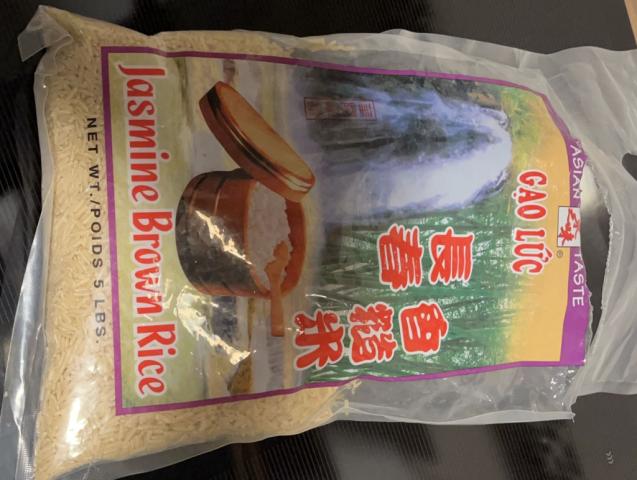 ASIAN TASTE
®
GẠO LỨC
長春
香糙米
Jasmine Brown Rice
NET WT./POIDS 5 LBS.